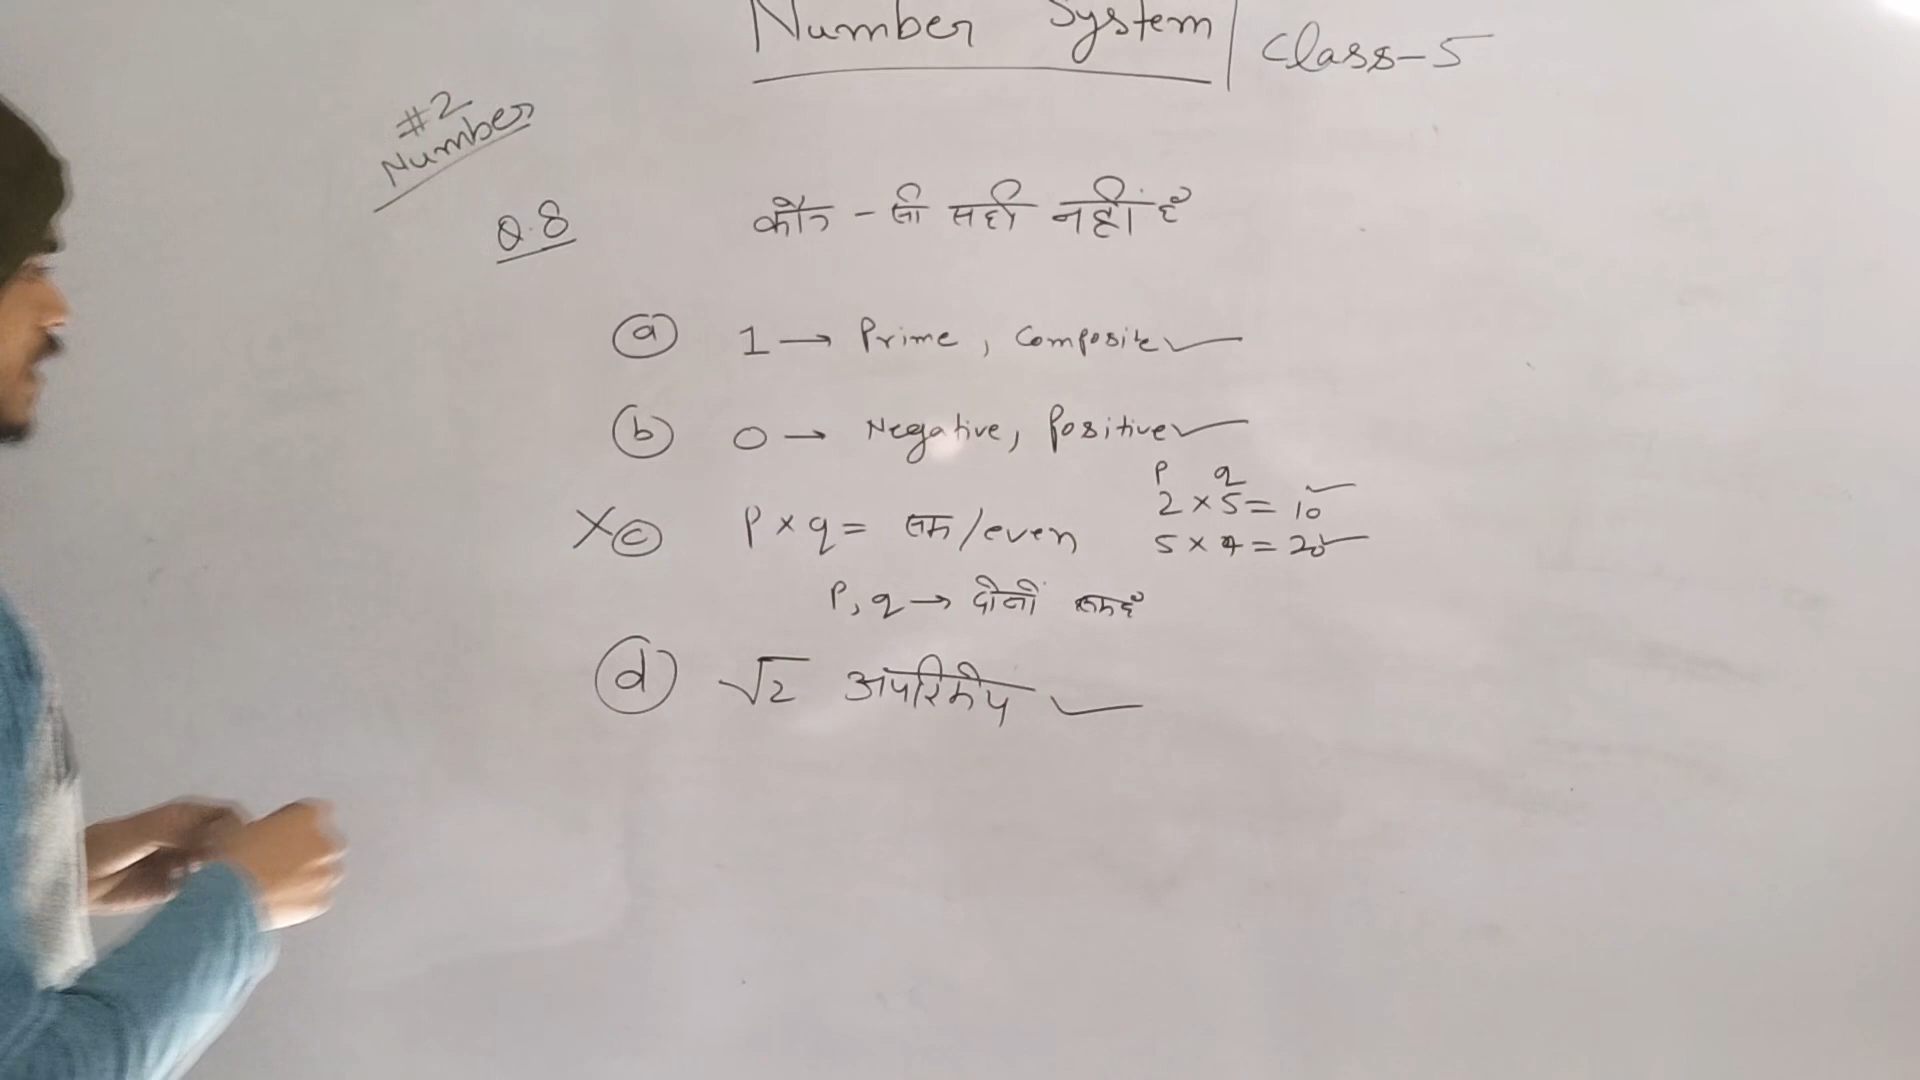 Number System | Class-5
#2
Number
Q.8 कौन - सी सही नहीं है
(a) 1 → Prime, Composite ✓
(b) 0 → Negative, Positive ✓
X (c) P × q = सम/even
P q
2 × 5 = 10 ✓
5 × 4 = 20 ✓
P, q → दोनों सम है
(d) √2 अपरिमेय ✓